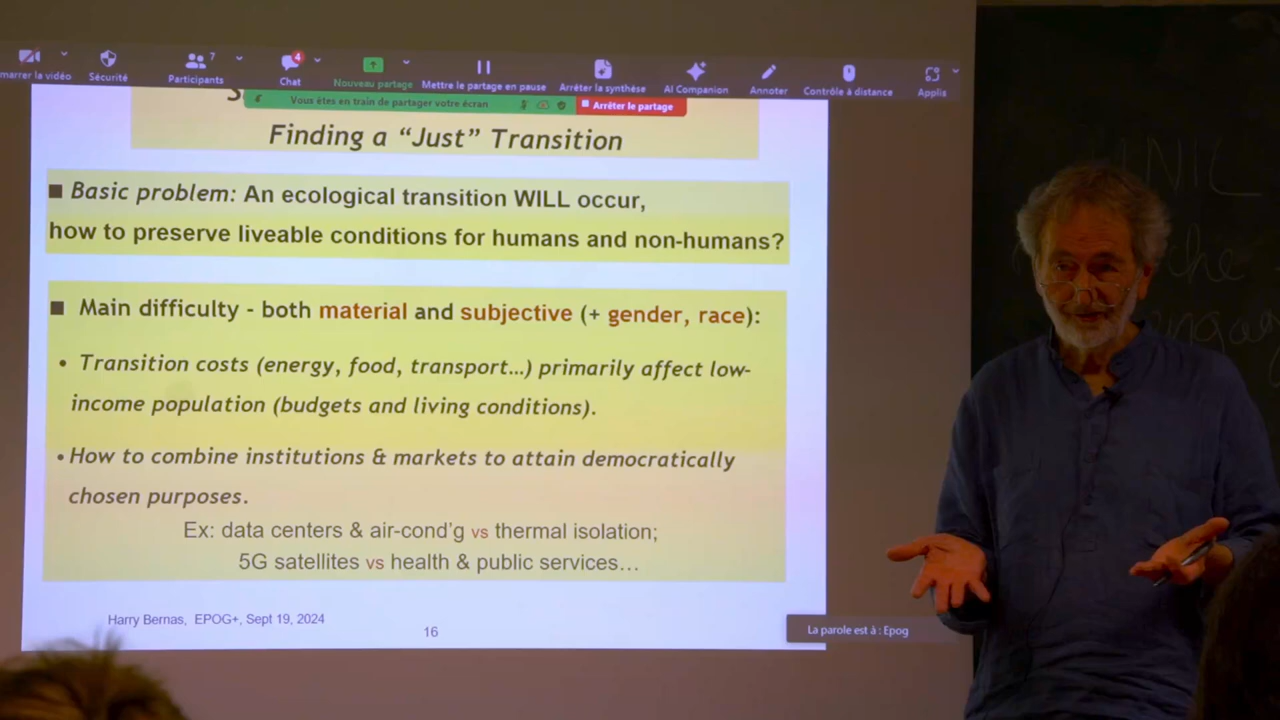 marrer la vidéo
Sécurité
Participants
7
Chat
4
Nouveau partage
Mettre le partage en pause
Arrêter la synthèse
AI Companion
Annoter
Contrôle à distance
Applis
Vous êtes en train de partager votre écran
Arrêter le partage
Finding a “Just” Transition
■ Basic problem: An ecological transition WILL occur,
how to preserve liveable conditions for humans and non-humans?
■ Main difficulty - both material and subjective (+ gender, race):
• Transition costs (energy, food, transport…) primarily affect low-
income population (budgets and living conditions).
• How to combine institutions & markets to attain democratically
chosen purposes.
Ex: data centers & air-cond’g vs thermal isolation;
5G satellites vs health & public services…
Harry Bernas, EPOG+, Sept 19, 2024
16
La parole est à : Epog
the